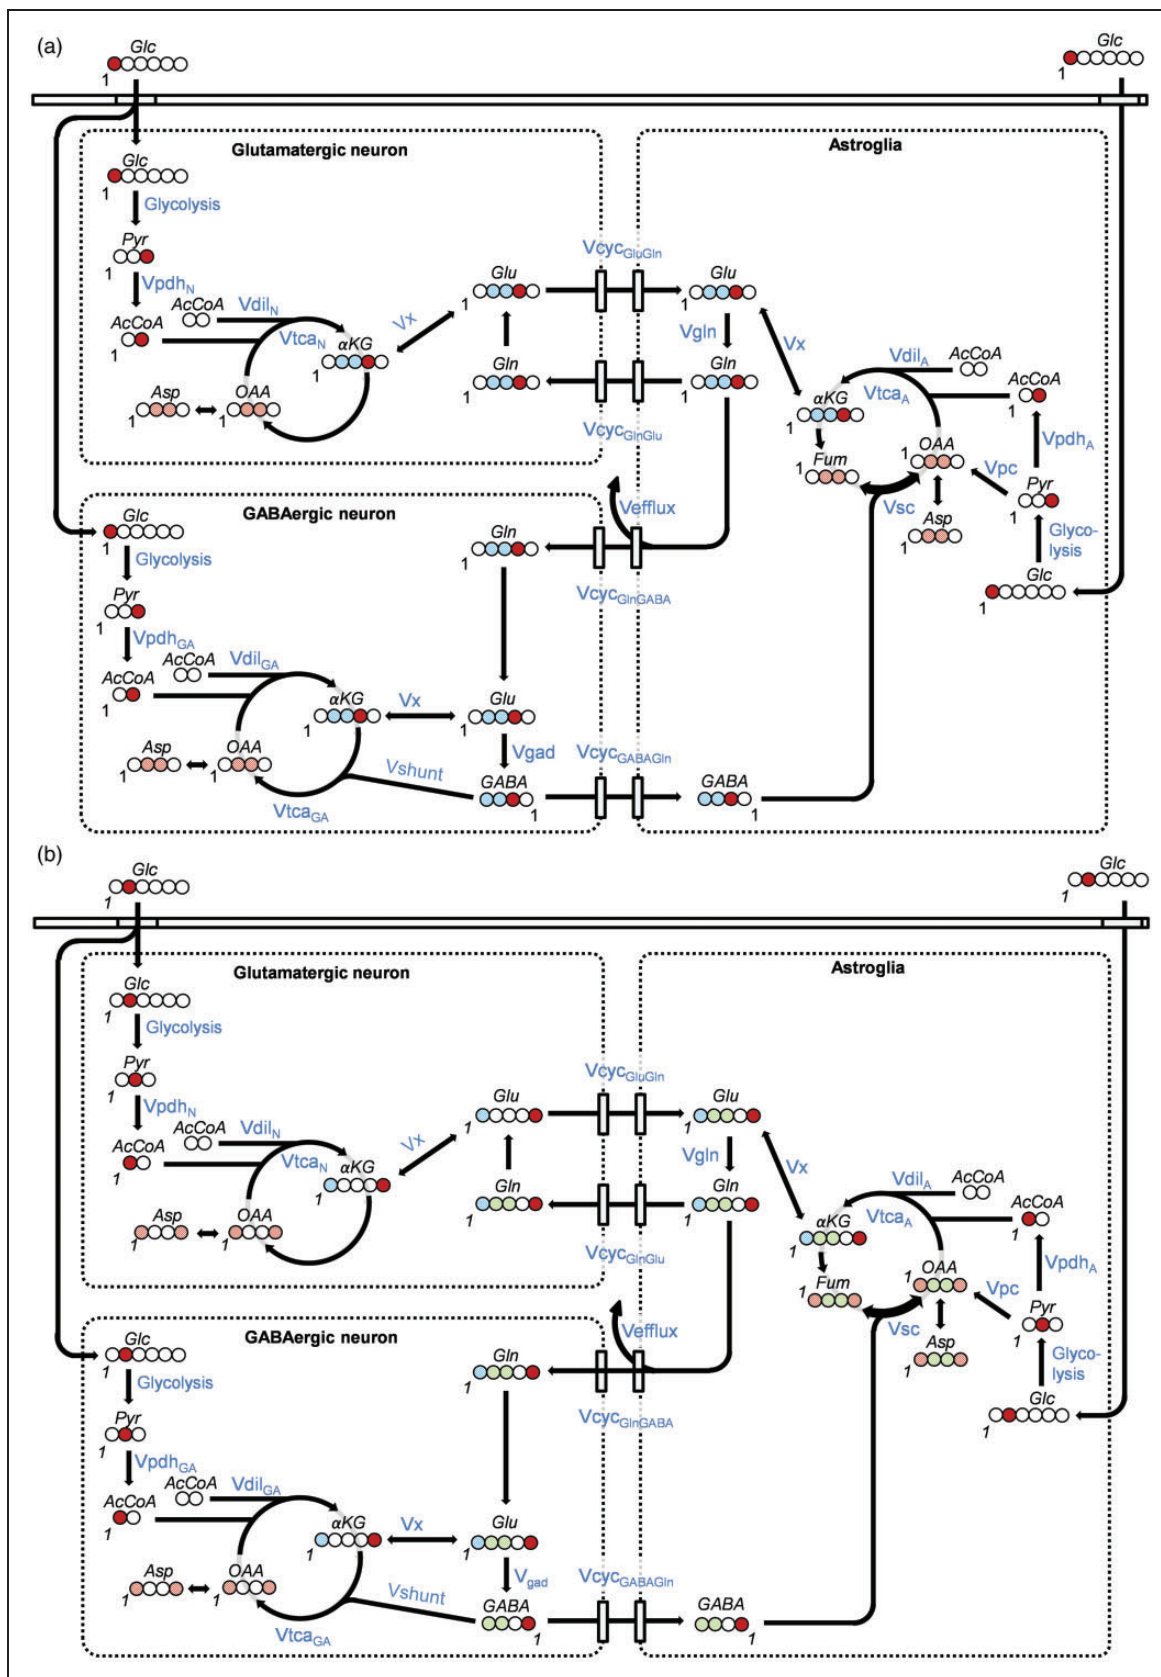 (a)
Glc
1
Glc
1
Glutamatergic neuron
Astroglia
Glc
1
Glycolysis
Pyr
1
Vpdh_N
AcCoA
Vdil_N
AcCoA
1
Vtca_N
αKG
1
Vx
Glu
1
Vcyc_GluGln
Glu
1
Vgln
Vx
Gln
1
Gln
1
Vcyc_GlnGlu
Asp
1
OAA
1
Vdil_A
AcCoA
AcCoA
1
αKG
1
Vtca_A
Vpdh_A
Fum
1
OAA
1
Vpc
Pyr
1
Vsc
Asp
1
Glyco-
lysis
Glc
1
GABAergic neuron
Vefflux
Glc
1
Glycolysis
Gln
1
Vcyc_GlnGABA
Pyr
1
Vpdh_GA
AcCoA
Vdil_GA
AcCoA
1
αKG
1
Vx
Glu
1
Asp
1
OAA
1
Vgad
Vcyc_GABAGln
Vshunt
Vtca_GA
GABA
1
GABA
1
(b)
Glc
1
Glc
1
Glutamatergic neuron
Astroglia
Glc
1
Glycolysis
Pyr
1
Vpdh_N
AcCoA
Vdil_N
AcCoA
1
Vtca_N
αKG
1
Vx
Glu
1
Vcyc_GluGln
Glu
1
Vgln
Vx
Gln
1
Gln
1
Vcyc_GlnGlu
Asp
1
OAA
1
Vdil_A
AcCoA
AcCoA
1
αKG
1
Vtca_A
Vpdh_A
Fum
1
OAA
1
Vpc
Pyr
1
Vsc
Asp
1
Glyco-
lysis
Glc
1
GABAergic neuron
Vefflux
Glc
1
Glycolysis
Gln
1
Vcyc_GlnGABA
Pyr
1
Vpdh_GA
AcCoA
Vdil_GA
AcCoA
1
αKG
1
Vx
Glu
1
Asp
1
OAA
1
V_gad
Vcyc_GABAGln
Vshunt
Vtca_GA
GABA
1
GABA
1